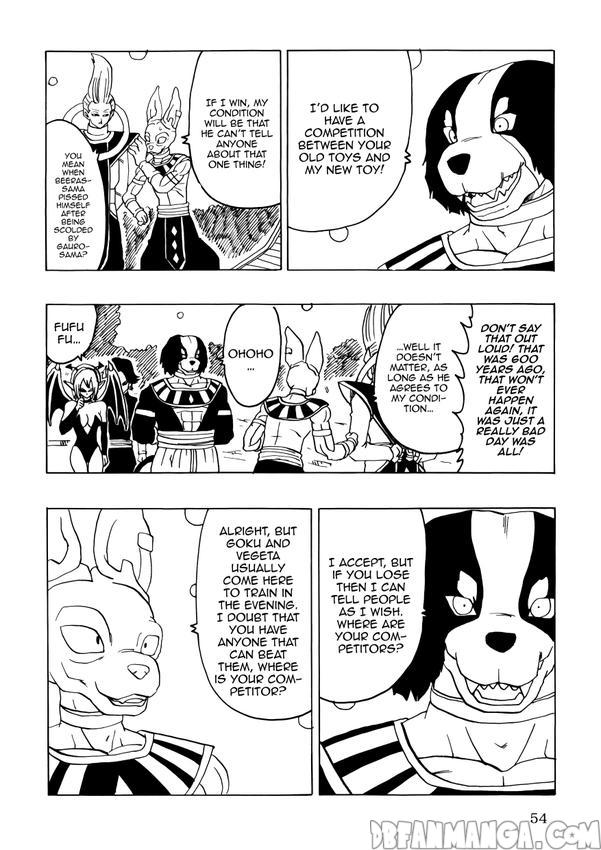 I'D LIKE TO
HAVE A
COMPETITION
BETWEEN YOUR
OLD TOYS AND
MY NEW TOY!
IF I WIN, MY
CONDITION
WILL BE THAT
HE CAN'T TELL
ANYONE
ABOUT THAT
ONE THING!
YOU
MEAN
WHEN
BEERAS-
SAMA
PISSED
HIMSELF
AFTER
BEING
SCOLDED
BY
GAURO-
SAMA?
DON'T SAY
THAT OUT
LOUD! THAT
WAS 600
YEARS AGO,
THAT WON'T
EVER
HAPPEN
AGAIN, IT
WAS JUST A
REALLY BAD
DAY WAS
ALL!
...WELL IT
DOESN'T
MATTER, AS
LONG AS HE
AGREES TO
MY CONDI-
TION...
OHOHO
...
FUFU
FU...
I ACCEPT, BUT
IF YOU LOSE
THEN I CAN
TELL PEOPLE
AS I WISH.
WHERE ARE
YOUR COM-
PETITORS?
ALRIGHT, BUT
GOKU AND
VEGETA
USUALLY
COME HERE
TO TRAIN IN
THE EVENING.
I DOUBT THAT
YOU HAVE
ANYONE
THAT CAN
BEAT
THEM, WHERE
IS YOUR COM-
PETITOR?
54
DBFANMANGA.COM